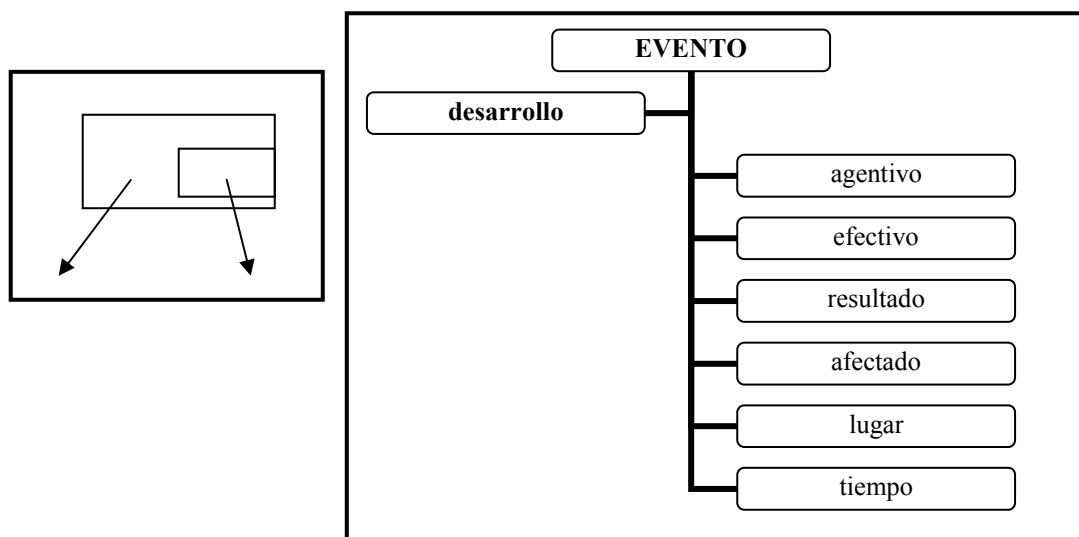 EVENTO
desarrollo
agentivo
efectivo
resultado
afectado
lugar
tiempo